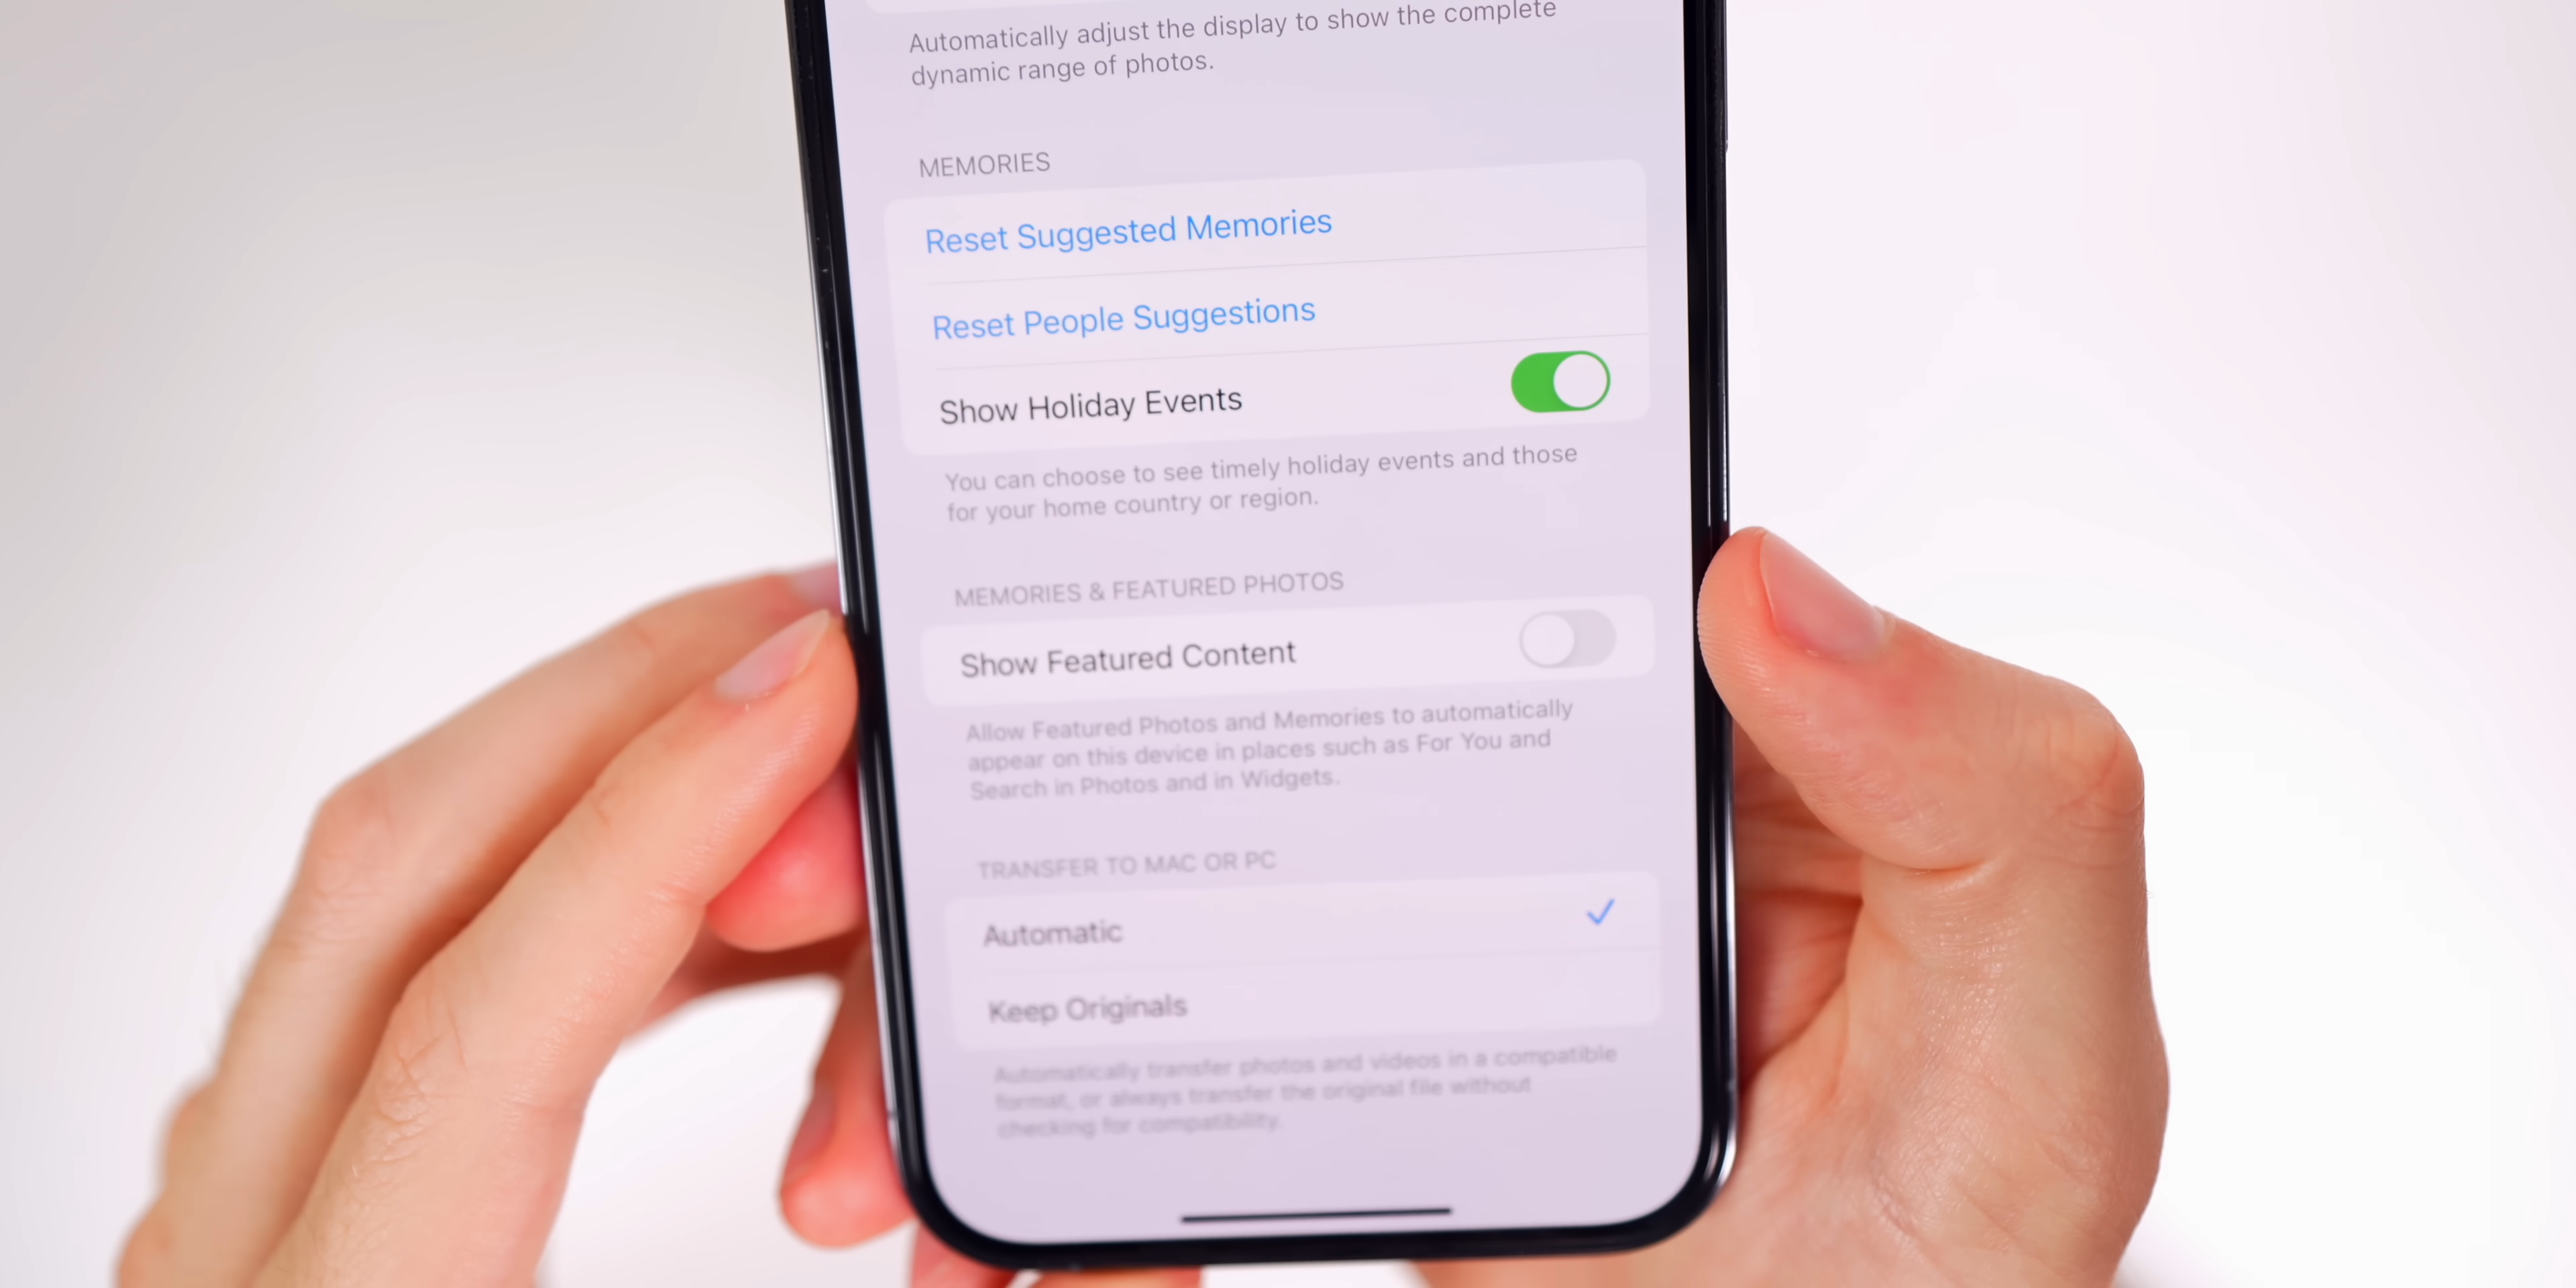 Automatically adjust the display to show the complete
dynamic range of photos.
MEMORIES
Reset Suggested Memories
Reset People Suggestions
Show Holiday Events
You can choose to see timely holiday events and those
for your home country or region.
MEMORIES & FEATURED PHOTOS
Show Featured Content
Allow Featured Photos and Memories to automatically
appear on this device in places such as For You and
Search in Photos and in Widgets.
TRANSFER TO MAC OR PC
Automatic
Keep Originals
Automatically transfer photos and videos in a compatible
format, or always transfer the original file without
checking for compatibility.